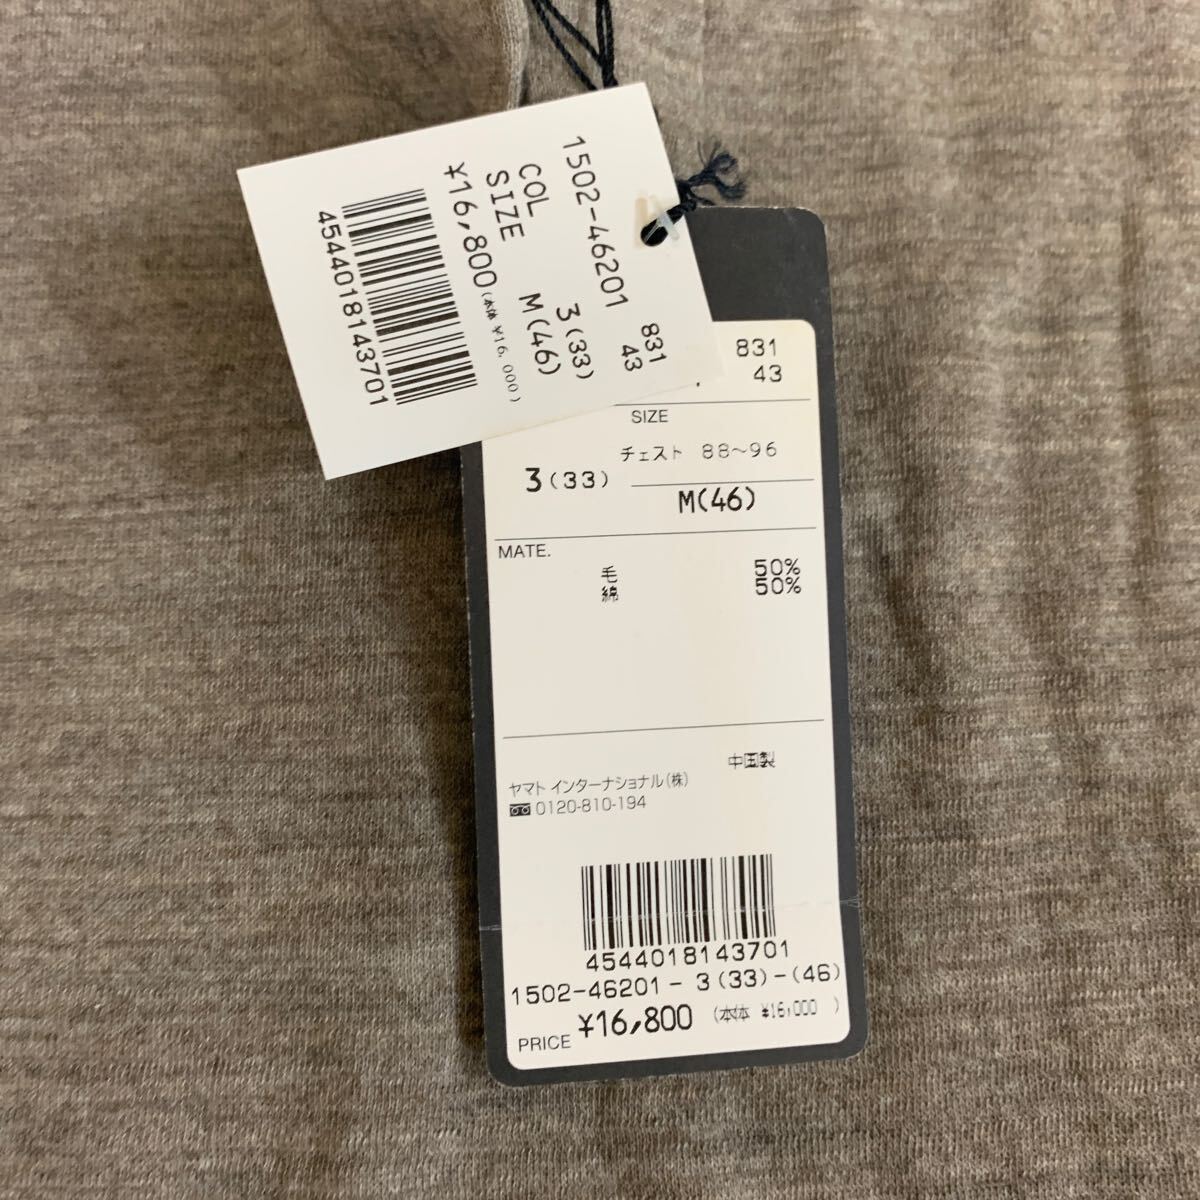 1502-46201 831
43
COL 3(33)
SIZE M(46)
¥16,800(本体 ¥16,000)
4544018143701
831
43
SIZE
チェスト 88～96
3(33)
M(46)
MATE.
毛 50%
綿 50%
中国製
ヤマト インターナショナル(株)
0120-810-194
4544018143701
1502-46201- 3(33)-(46)
PRICE ¥16,800 (本体 ¥16,000 )